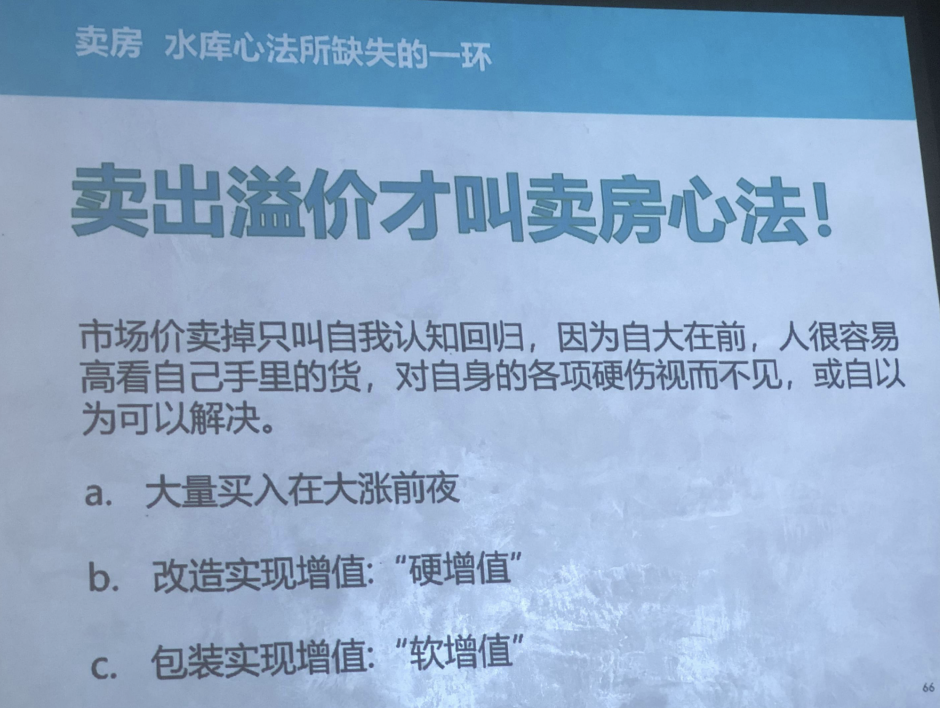 卖房 水库心法所缺失的一环
卖出溢价才叫卖房心法！
市场价卖掉只叫自我认知回归，因为自大在前，人很容易
高看自己手里的货，对自身的各项硬伤视而不见，或自以
为可以解决。
a. 大量买入在大涨前夜
b. 改造实现增值：“硬增值”
c. 包装实现增值：“软增值”
66